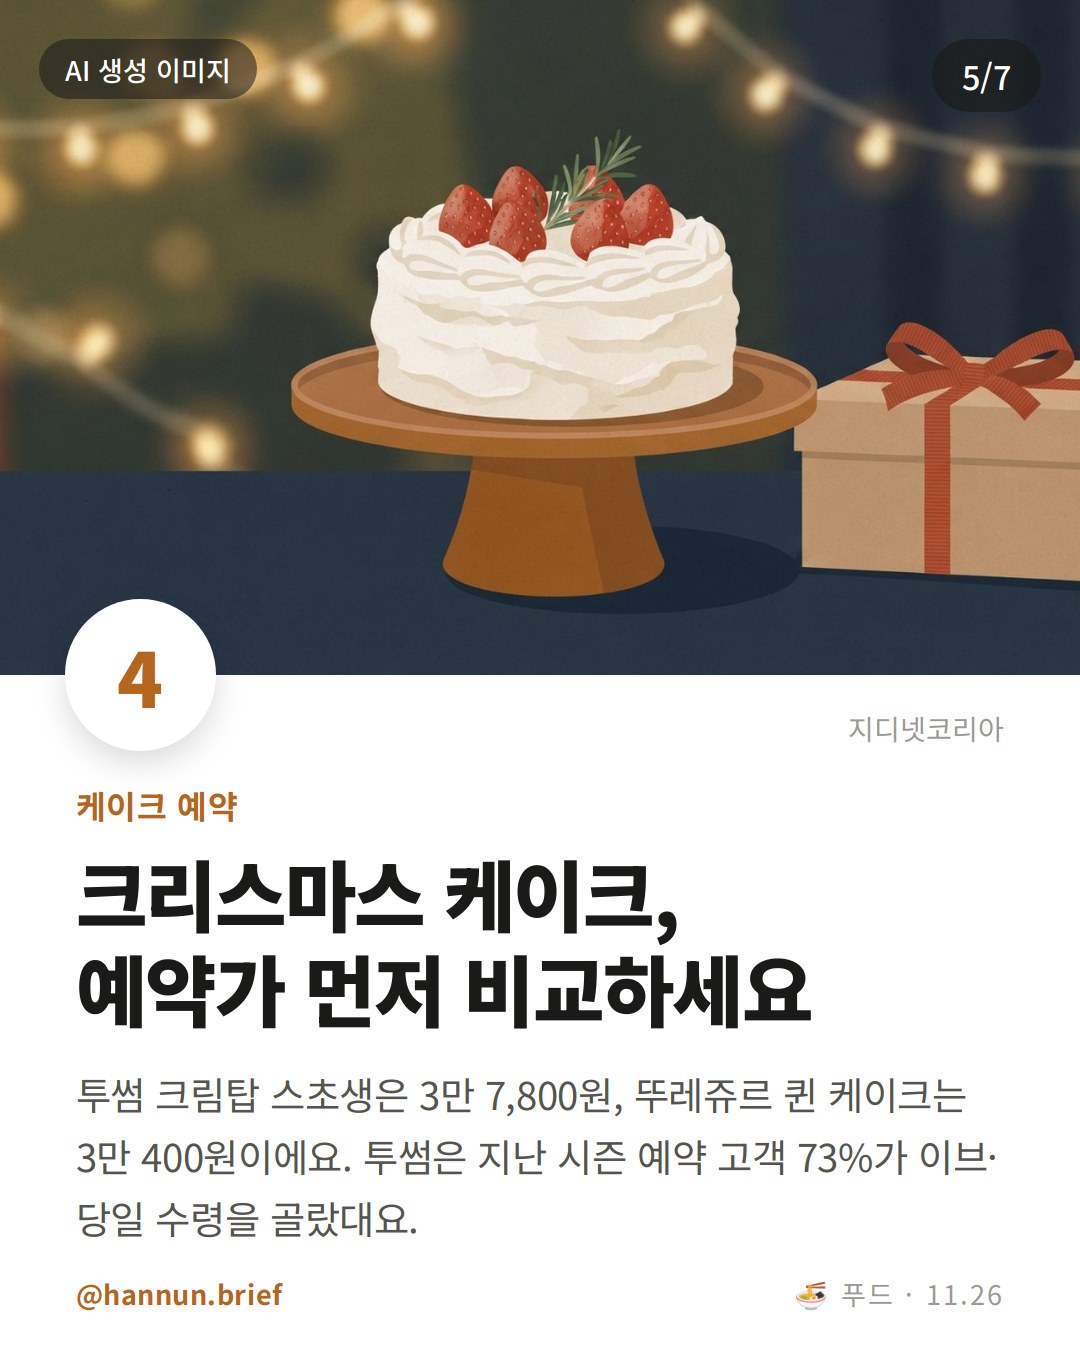 AI 생성 이미지
5/7
4
지디넷코리아
케이크 예약
크리스마스 케이크,
예약가 먼저 비교하세요
투썸 크림탑 스초생은 3만 7,800원, 뚜레쥬르 퀸 케이크는
3만 400원이에요. 투썸은 지난 시즌 예약 고객 73%가 이브·
당일 수령을 골랐대요.
@hannun.brief
🍜 푸드 · 11.26